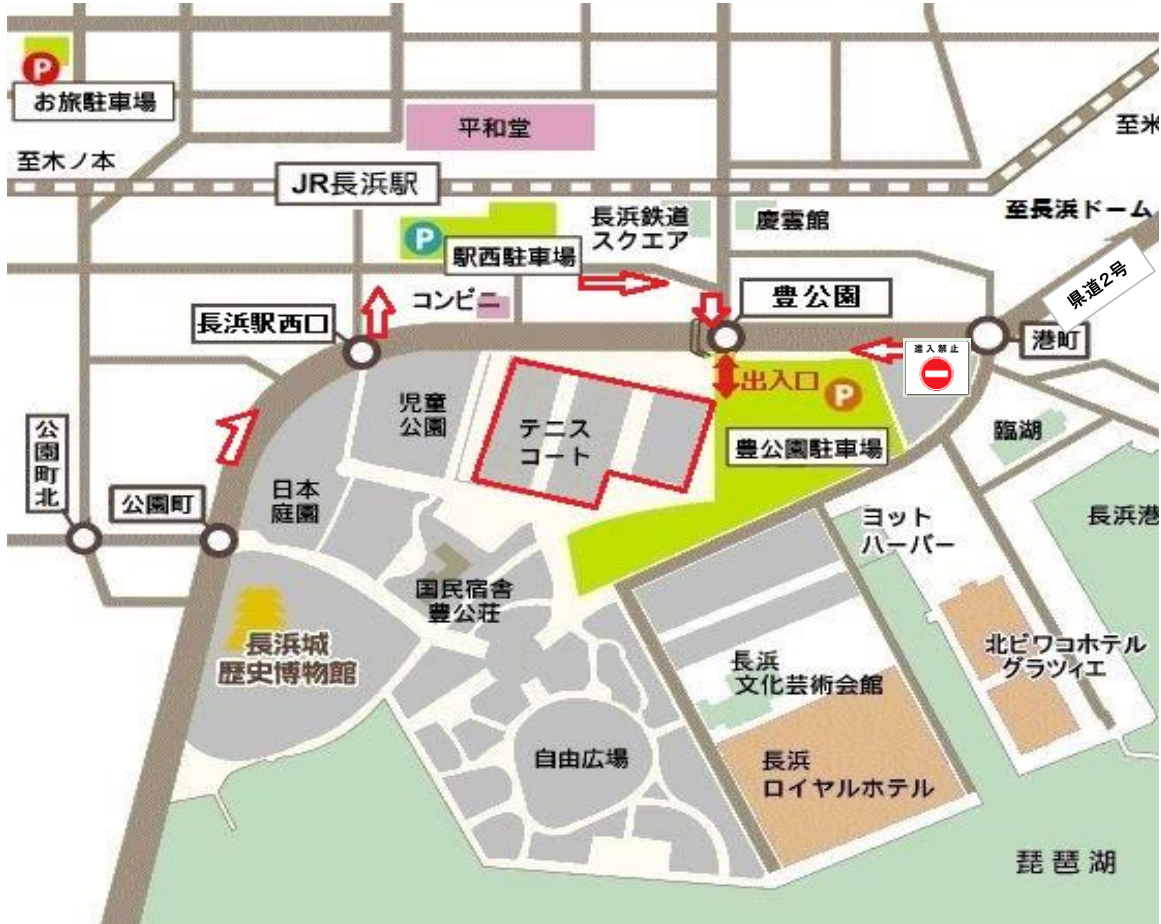 P
お旅駐車場
平和堂
至米
至木ノ本
JR長浜駅
長浜鉄道
スクエア
慶雲館
至長浜ドーム
P
駅西駐車場
県道2号
コンビニ
豊公園
長浜駅西口
港町
進入禁止
出入口
P
児童
公園
テニス
コート
豊公園駐車場
臨湖
公園町北
公園町
日本
庭園
ヨット
ハーバー
長浜港
国民宿舎
豊公荘
長浜城
歴史博物館
長浜
文化芸術会館
北ビワコホテル
グラツィエ
自由広場
長浜
ロイヤルホテル
琵琶湖